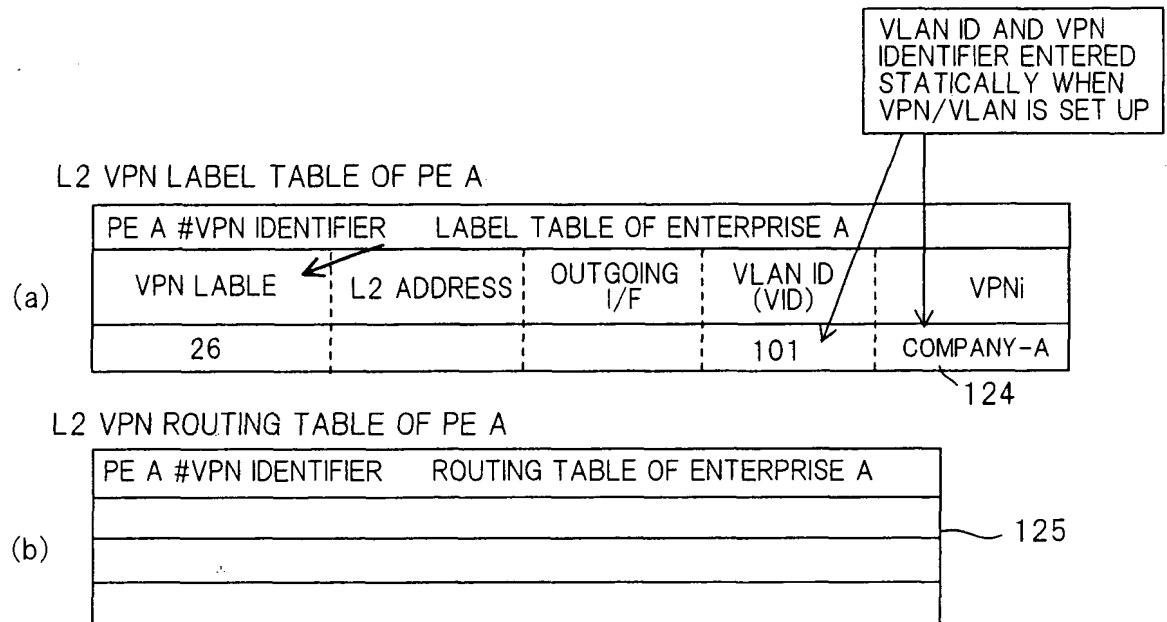 VLAN ID AND VPN
IDENTIFIER ENTERED
STATICALLY WHEN
VPN/VLAN IS SET UP
L2 VPN LABEL TABLE OF PE A
PE A #VPN IDENTIFIER LABEL TABLE OF ENTERPRISE A
(a)
VPN LABLE L2 ADDRESS OUTGOING I/F VLAN ID (VID) VPNi
26 101 COMPANY-A
124
L2 VPN ROUTING TABLE OF PE A
PE A #VPN IDENTIFIER ROUTING TABLE OF ENTERPRISE A
125
(b)